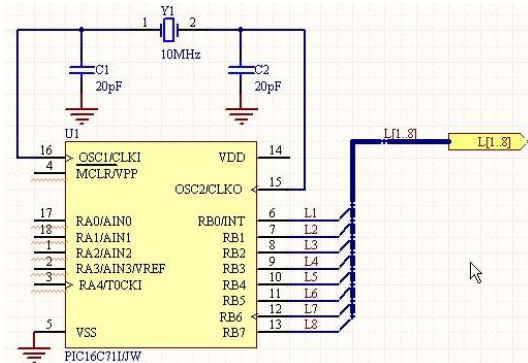 Y1
1 2
10MHz
C1
20pF
C2
20pF
U1
16 OSC1/CLKI VDD 14
4 MCLR/VPP
OSC2/CLKO 15
17 RA0/AIN0 RB0/INT 6 L1
18 RA1/AIN1 RB1 7 L2
1 RA2/AIN2 RB2 8 L3
2 RA3/AIN3/VREF RB3 9 L4
3 RA4/T0CKI RB4 10 L5
RB5 11 L6
RB6 12 L7
5 VSS RB7 13 L8
PIC16C71I/JW
L[1..8]
L[1..8]